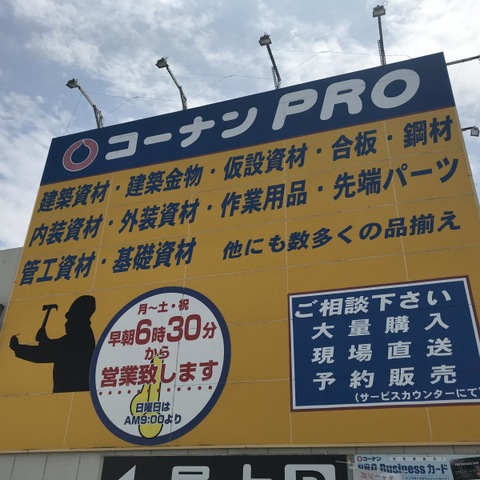 コーナン PRO
建築資材・建築金物・仮設資材・合板・鋼材
内装資材・外装資材・作業用品・先端パーツ
管工資材・基礎資材 他にも数多くの品揃え
月〜土・祝
早朝6時30分
から
営業致します
日曜日は
AM9:00より
ご相談下さい
大量購入
現場直送
予約販売
(サービスカウンターにて)
コーナン
PRO Business カード